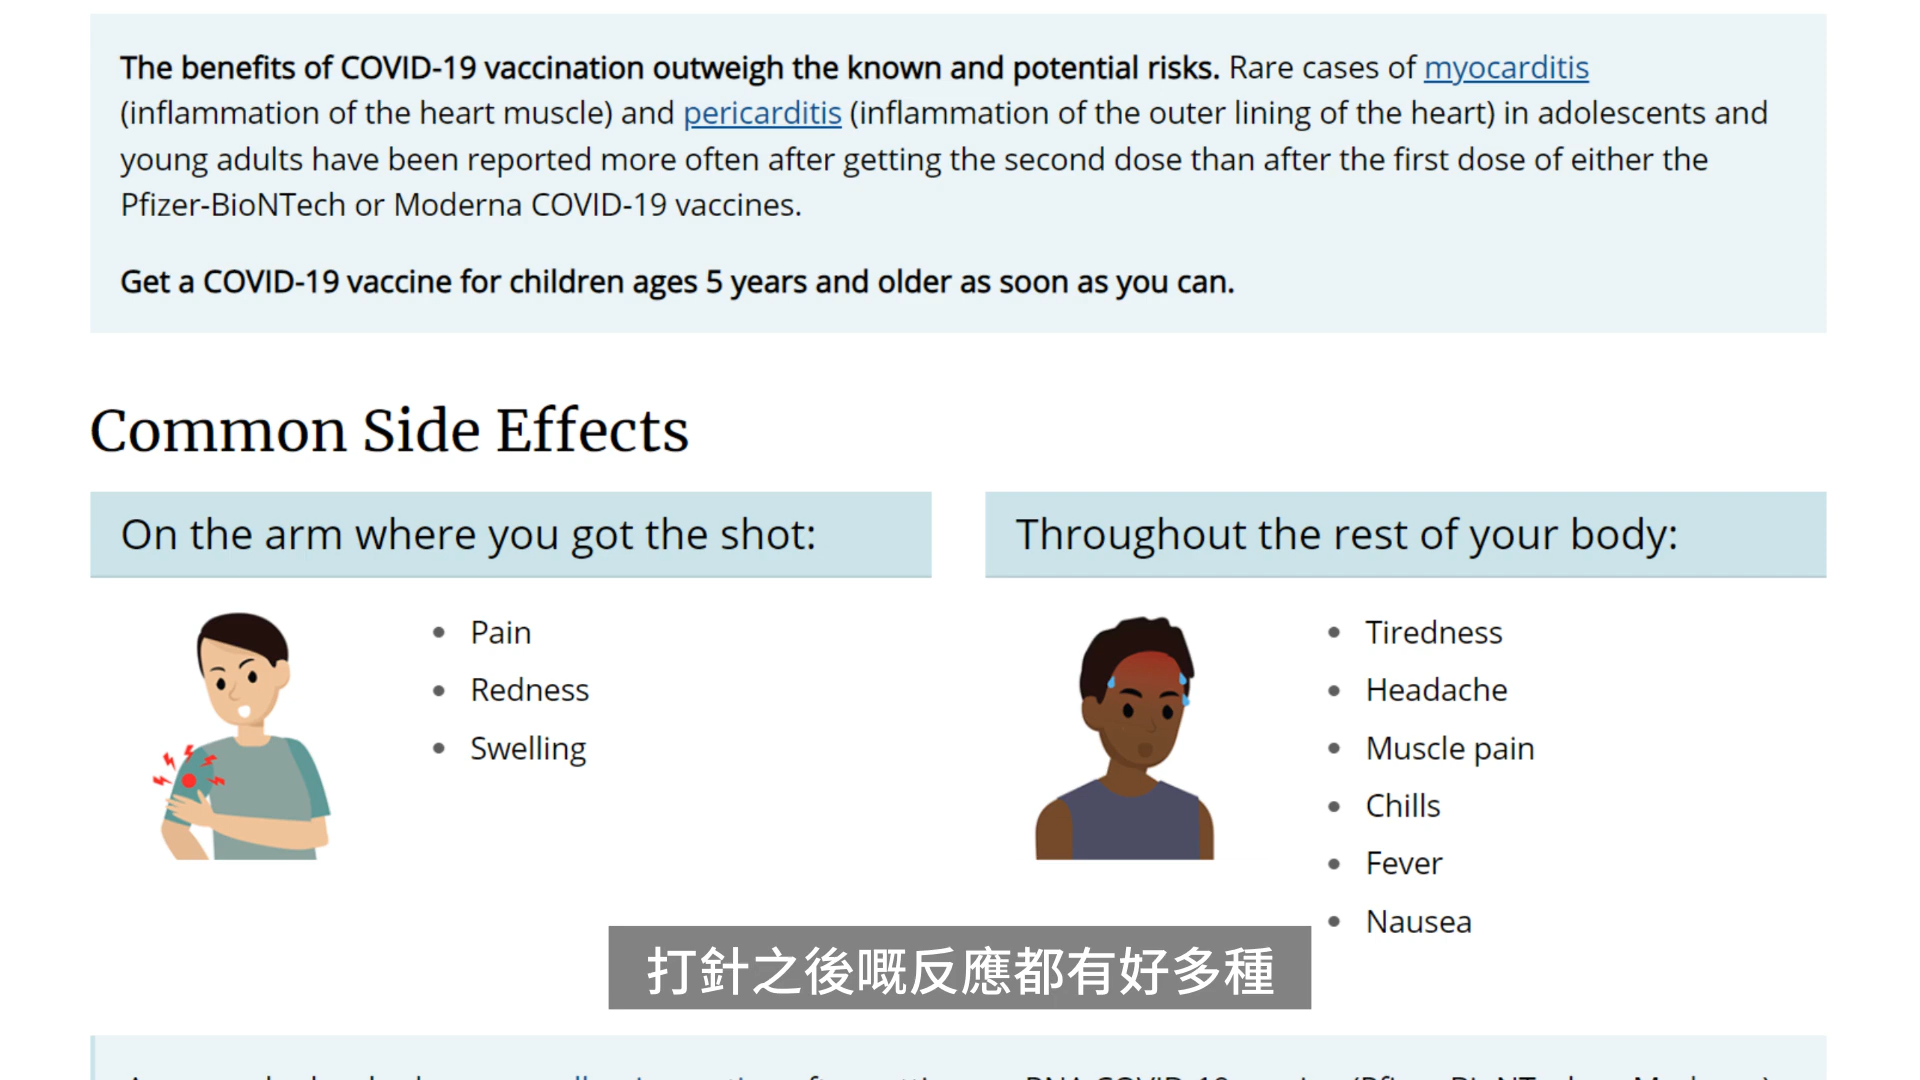 The benefits of COVID-19 vaccination outweigh the known and potential risks. Rare cases of myocarditis
(inflammation of the heart muscle) and pericarditis (inflammation of the outer lining of the heart) in adolescents and
young adults have been reported more often after getting the second dose than after the first dose of either the
Pfizer-BioNTech or Moderna COVID-19 vaccines.
Get a COVID-19 vaccine for children ages 5 years and older as soon as you can.
Common Side Effects
On the arm where you got the shot:
Pain
Redness
Swelling
Throughout the rest of your body:
Tiredness
Headache
Muscle pain
Chills
Fever
Nausea
打針之後嘅反應都有好多種